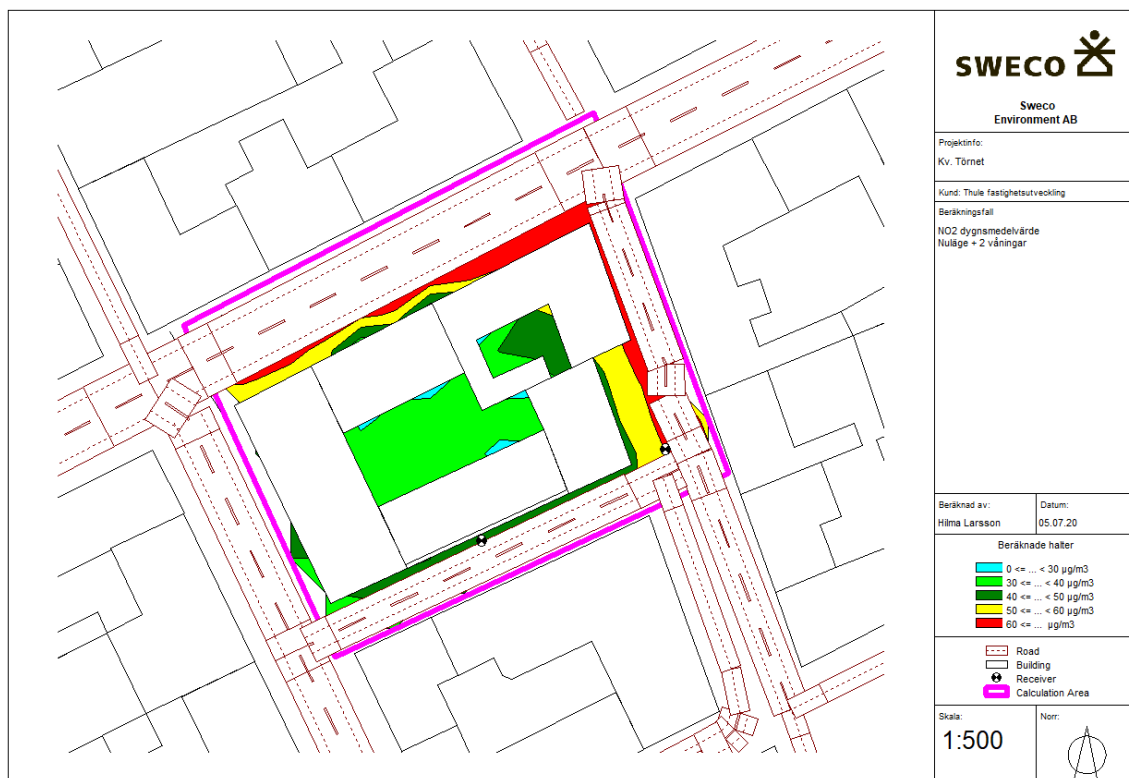 SWECO
Sweco
Environment AB
Projektinfo:
Kv. Törnet
Kund: Thule fastighetsutveckling
Beräkningsfall
NO2 dygnsmedelvärde
Nuläge + 2 våningar
Beräknad av:
Hilma Larsson
Datum:
05.07.20
Beräknade halter
0 <= ... < 30 µg/m3
30 <= ... < 40 µg/m3
40 <= ... < 50 µg/m3
50 <= ... < 60 µg/m3
60 <= ... µg/m3
Road
Building
Receiver
Calculation Area
Skala:
1:500
Norr: